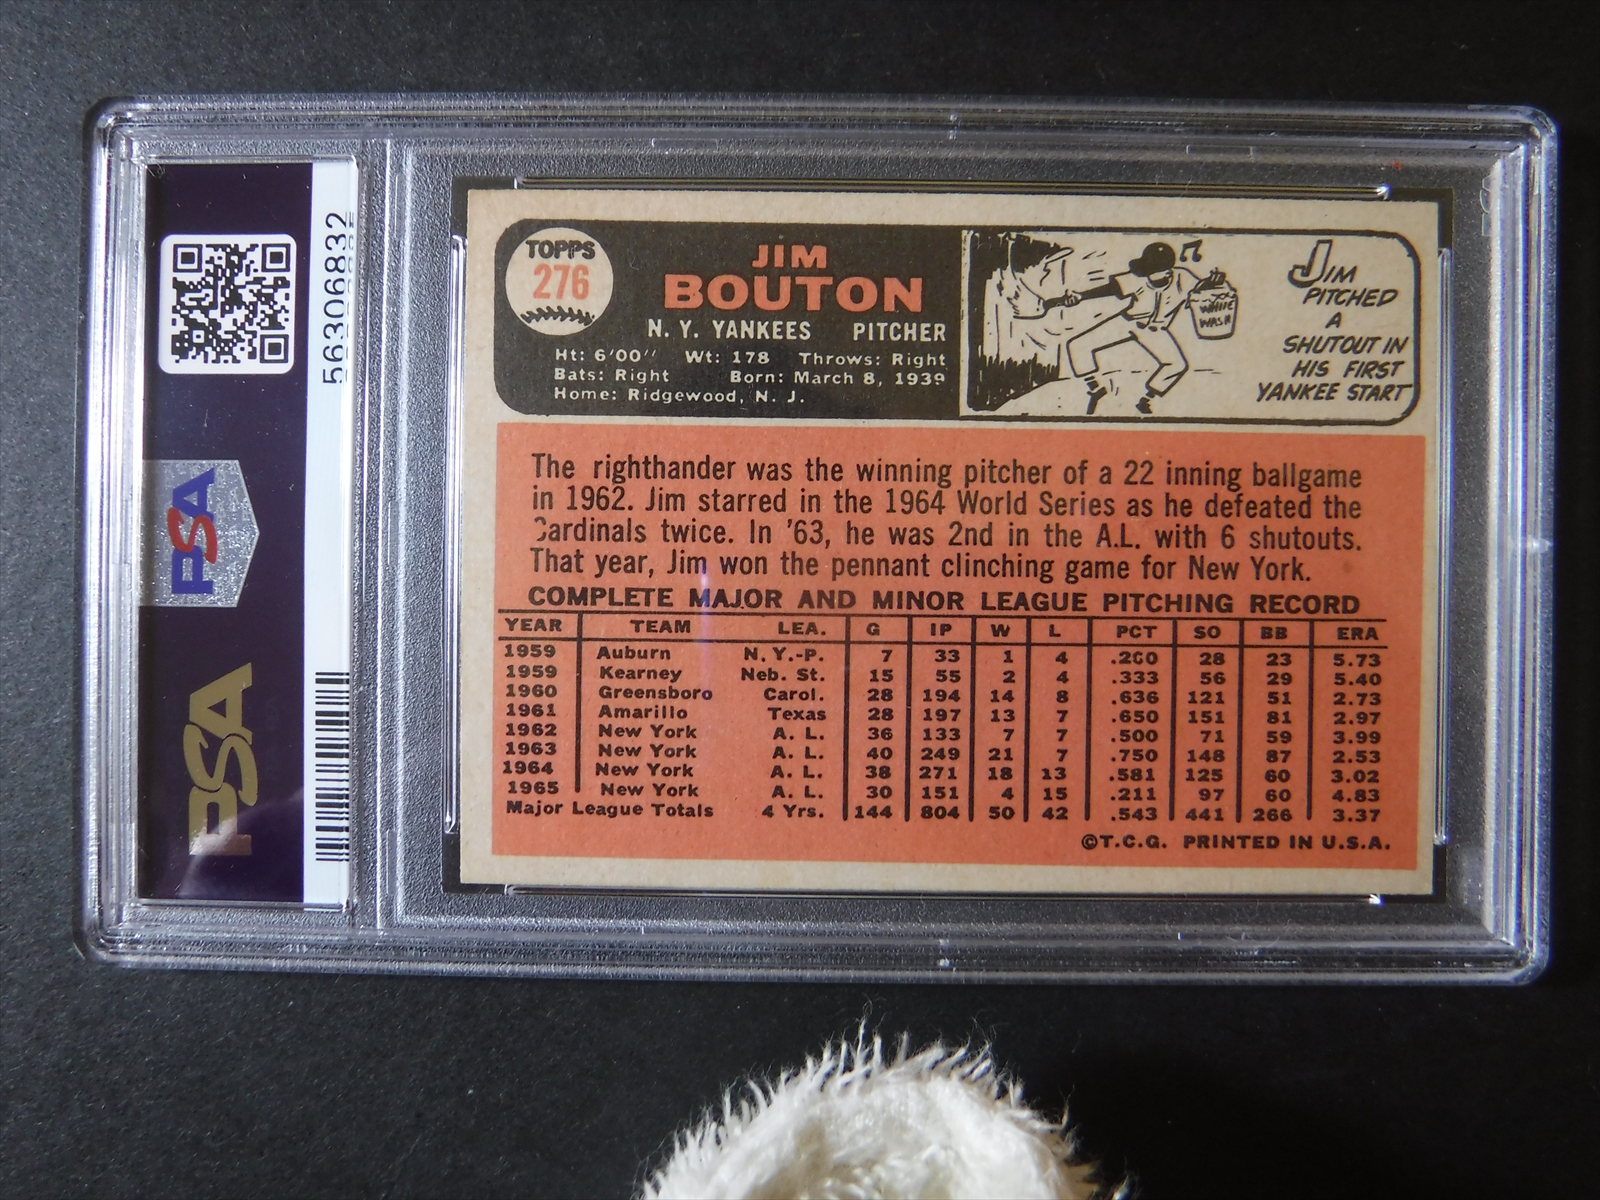 56306832
PSA
PSA
TOPPS
276
JIM
BOUTON
N. Y. YANKEES PITCHER
Ht: 6'00" Wt: 178 Throws: Right
Bats: Right Born: March 8, 1939
Home: Ridgewood, N. J.
WHITE
WASH
JIM
PITCHED
A
SHUTOUT IN
HIS FIRST
YANKEE START
The righthander was the winning pitcher of a 22 inning ballgame
in 1962. Jim starred in the 1964 World Series as he defeated the
Cardinals twice. In '63, he was 2nd in the A.L. with 6 shutouts.
That year, Jim won the pennant clinching game for New York.
COMPLETE MAJOR AND MINOR LEAGUE PITCHING RECORD
YEAR TEAM LEA. G IP W L PCT SO BB ERA
1959 Auburn N.Y.-P. 7 33 1 4 .200 28 23 5.73
1959 Kearney Neb. St. 15 55 2 4 .333 56 29 5.40
1960 Greensboro Carol. 28 194 14 8 .636 121 51 2.73
1961 Amarillo Texas 28 197 13 7 .650 151 81 2.97
1962 New York A. L. 36 133 7 7 .500 71 59 3.99
1963 New York A. L. 40 249 21 7 .750 148 87 2.53
1964 New York A. L. 38 271 18 13 .581 125 60 3.02
1965 New York A. L. 30 151 4 15 .211 97 60 4.83
Major League Totals 4 Yrs. 144 804 50 42 .543 441 266 3.37
©T.C.G. PRINTED IN U.S.A.